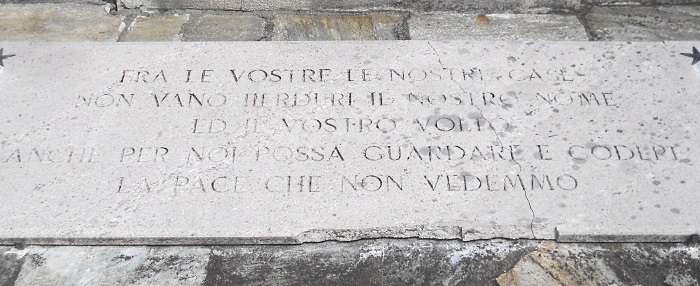 FRA LE VOSTRE LE NOSTRE CASE
NON VANO PERDURI IL NOSTRO NOME
ED IL VOSTRO VOLTO
ANCHE PER NOI POSSA GUARDARE E GODERE
LA PACE CHE NON VEDEMMO